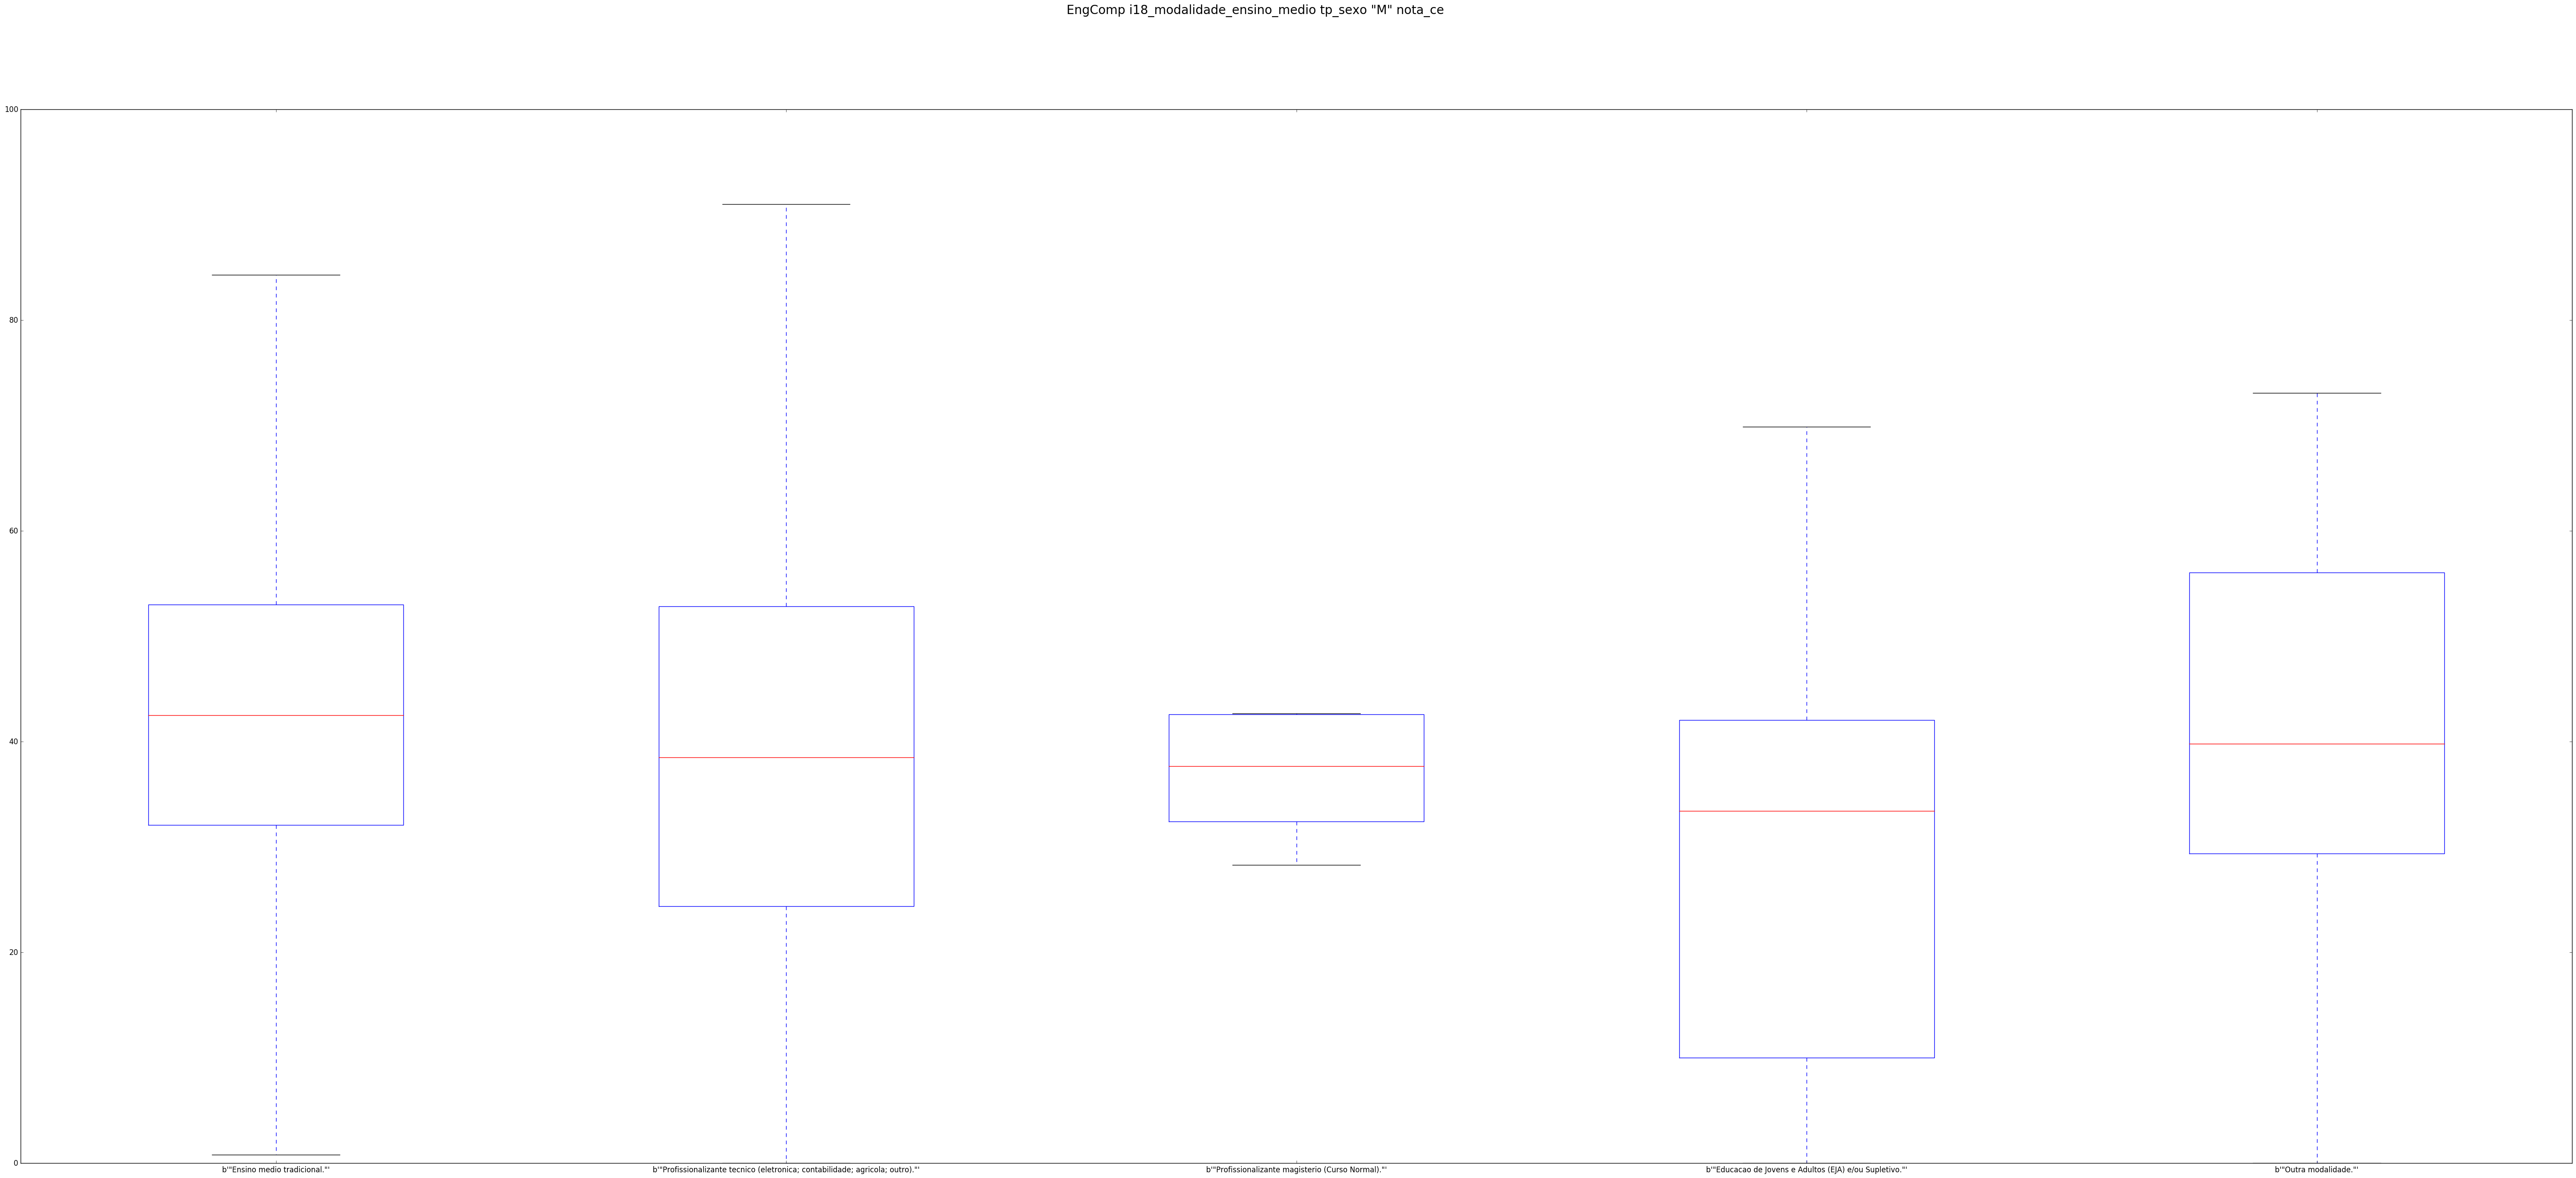 EngComp i18_modalidade_ensino_medio tp_sexo "M" nota_ce
100
80
60
40
20
0
b'"Ensino medio tradicional."'
b'"Profissionalizante tecnico (eletronica; contabilidade; agricola; outro)."'
b'"Profissionalizante magisterio (Curso Normal)."'
b'"Educacao de Jovens e Adultos (EJA) e/ou Supletivo."'
b'"Outra modalidade."'